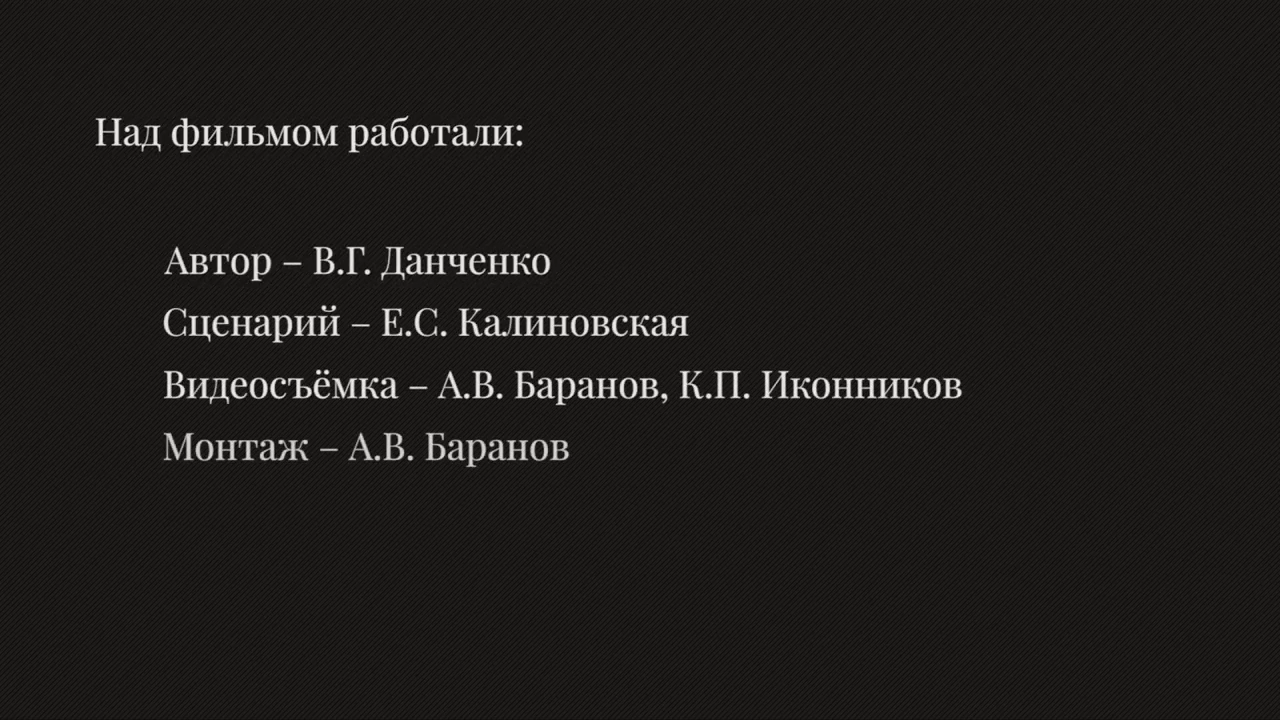 Над фильмом работали:
Автор – В.Г. Данченко
Сценарий – Е.С. Калиновская
Видеосъёмка – А.В. Баранов, К.П. Иконников
Монтаж – А.В. Баранов